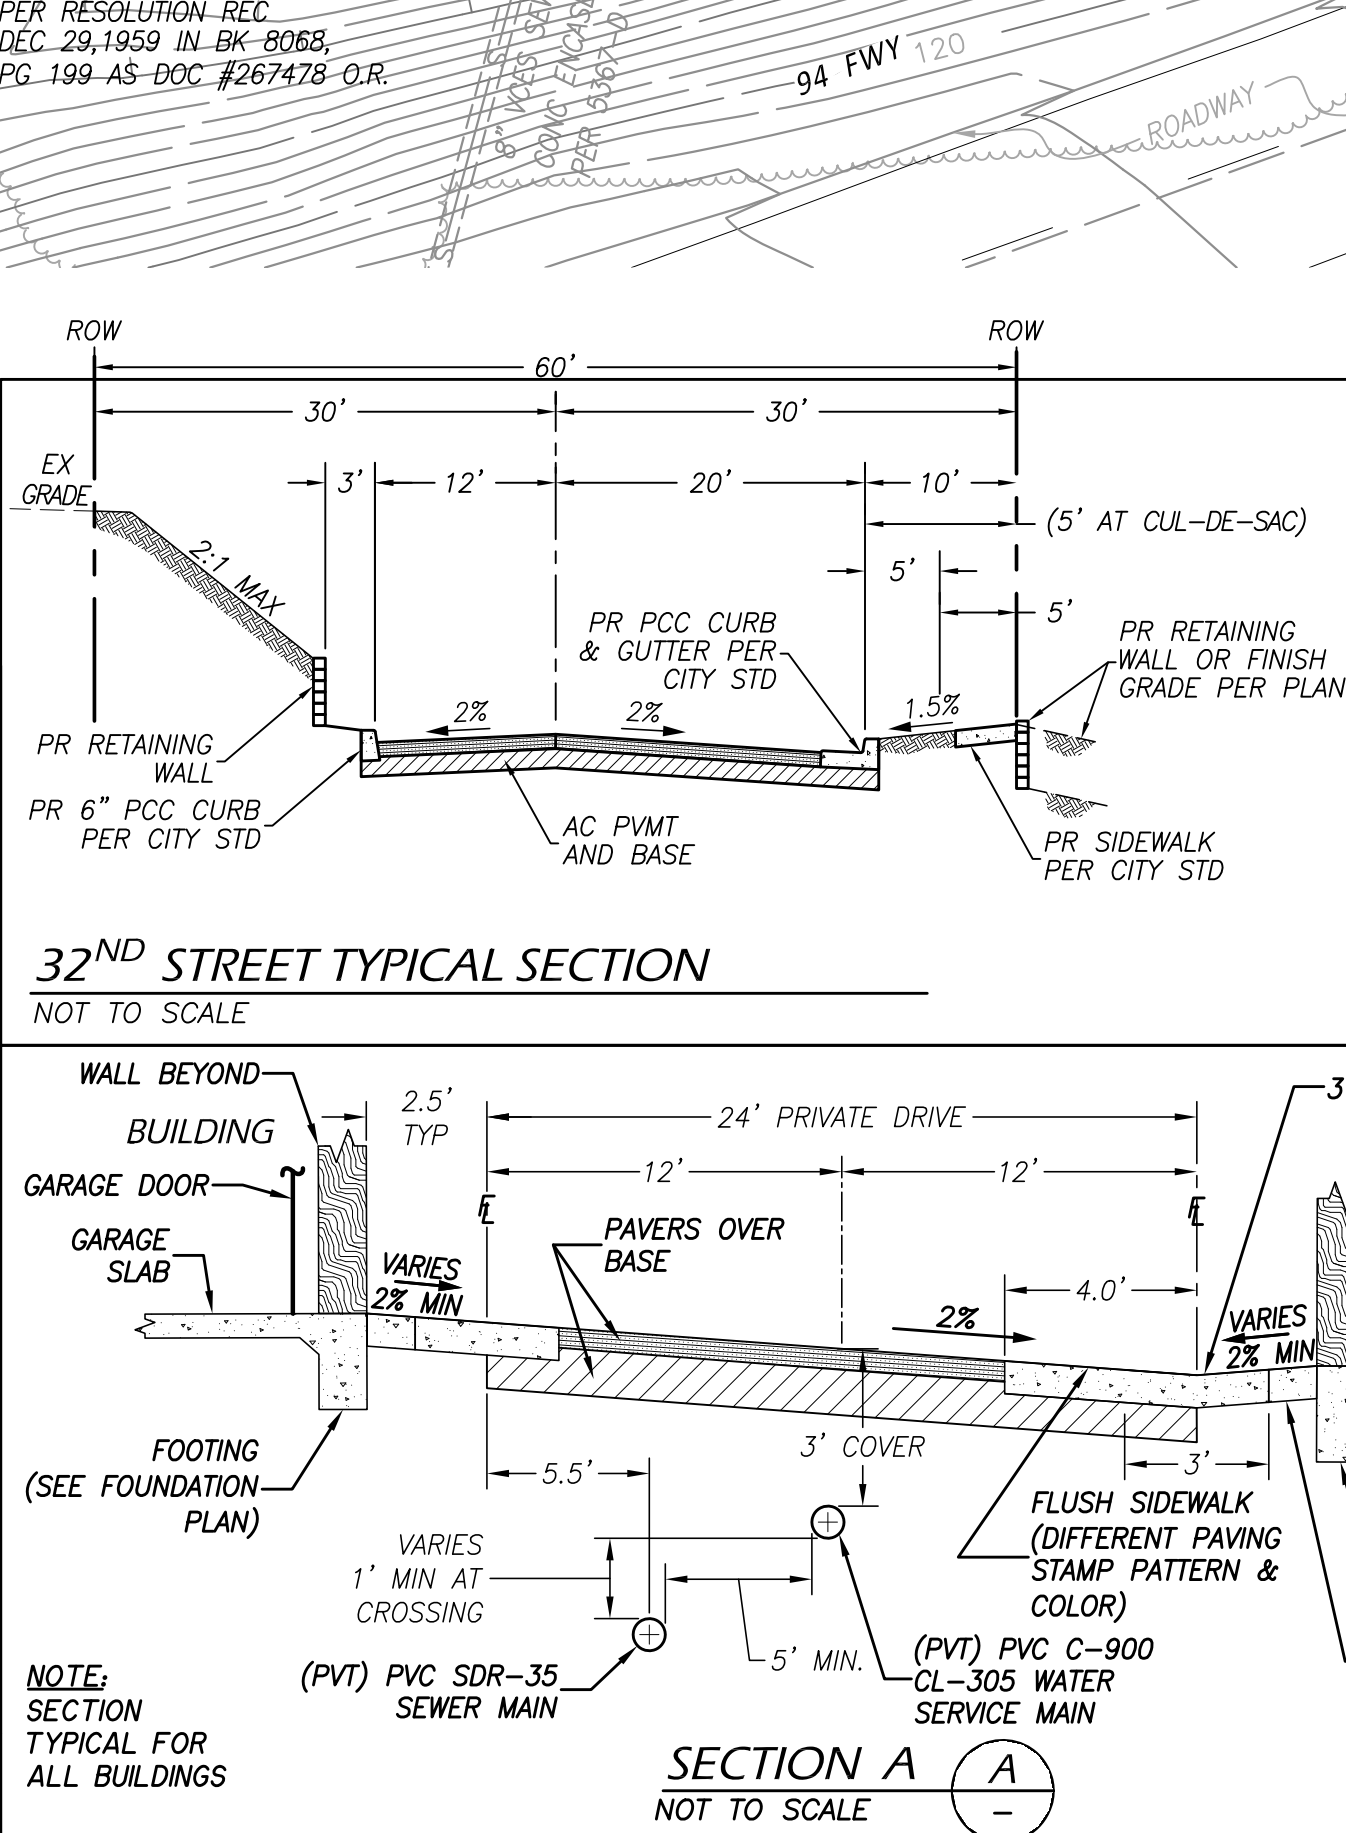 PER RESOLUTION REC
DEC 29,1959 IN BK 8068,
PG 199 AS DOC #267478 O.R.
CONC ENCASE
PER 5367-D
94 FWY 120
ROADWAY
ROW
ROW
60'
30'
30'
EX
GRADE
3'
12'
20'
10'
(5' AT CUL-DE-SAC)
2:1 MAX
5'
5'
PR PCC CURB
& GUTTER PER
CITY STD
PR RETAINING
WALL OR FINISH
GRADE PER PLAN
2%
2%
1.5%
PR RETAINING
WALL
PR 6" PCC CURB
PER CITY STD
AC PVMT
AND BASE
PR SIDEWALK
PER CITY STD
32ND STREET TYPICAL SECTION
NOT TO SCALE
WALL BEYOND
2.5'
TYP
24' PRIVATE DRIVE
3
BUILDING
12'
12'
GARAGE DOOR
FL
FL
GARAGE
SLAB
PAVERS OVER
BASE
VARIES
2% MIN
4.0'
2%
VARIES
2% MIN
3' COVER
5.5'
3'
FOOTING
(SEE FOUNDATION
PLAN)
FLUSH SIDEWALK
(DIFFERENT PAVING
STAMP PATTERN &
COLOR)
VARIES
1' MIN AT
CROSSING
5' MIN.
(PVT) PVC SDR-35
SEWER MAIN
(PVT) PVC C-900
CL-305 WATER
SERVICE MAIN
NOTE:
SECTION
TYPICAL FOR
ALL BUILDINGS
SECTION A
A
-
NOT TO SCALE